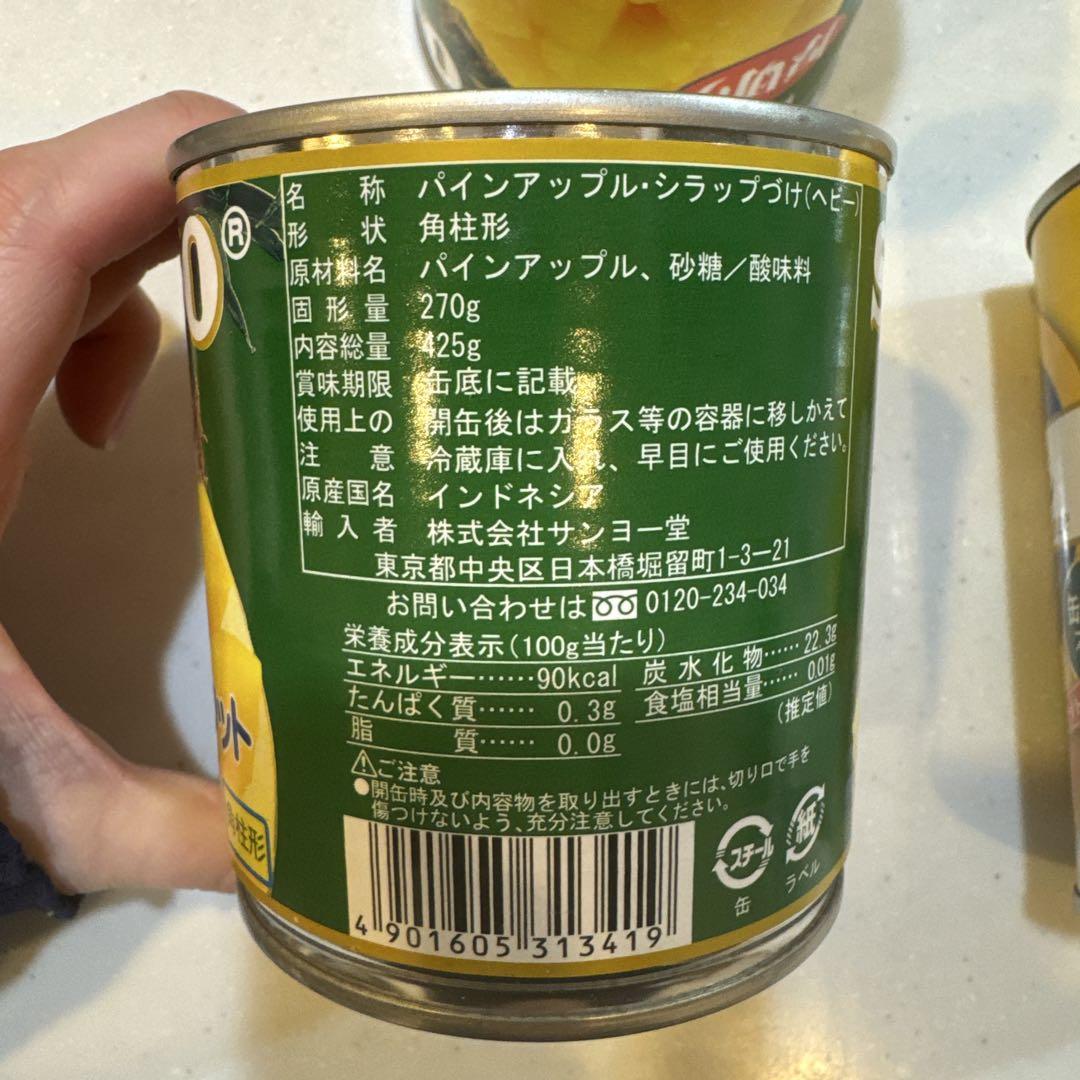 ®
名称 パインアップル・シラップづけ(ヘビー)
形状 角柱形
原材料名 パインアップル、砂糖／酸味料
固形量 270g
内容総量 425g
賞味期限 缶底に記載
使用上の 開缶後はガラス等の容器に移しかえて
注意 冷蔵庫に入れ、早目にご使用ください。
原産国名 インドネシア
輸入者 株式会社サンヨー堂
東京都中央区日本橋堀留町1-3-21
お問い合わせは 0120-234-034
栄養成分表示(100g当たり)
エネルギー……90kcal 炭水化物……22.3g
たんぱく質…… 0.3g 食塩相当量…… 0.01g
脂質…… 0.0g (推定値)
⚠ご注意
●開缶時及び内容物を取り出すときには、切り口で手を
傷つけないよう、充分注意してください。
スチール
缶
紙
ラベル
4 901605 313419
ット
柱形